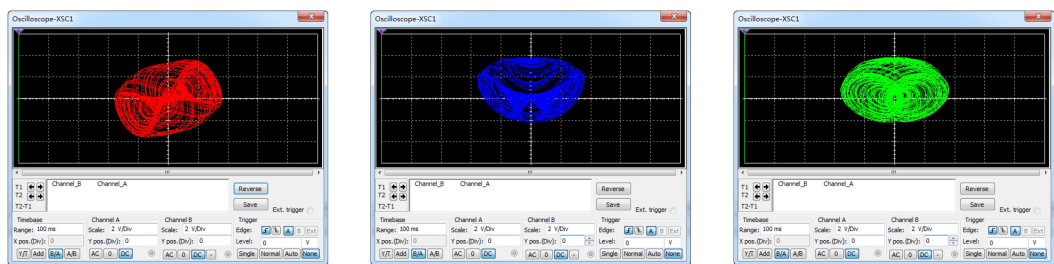 Oscilloscope-XSC1
T1
T2
T2-T1
Channel_B Channel_A
Reverse
Save
Ext. trigger
Timebase
Range: 100 ms
X pos.(Div): 0
Y/T Add B/A A/B
Channel A
Scale: 2 V/Div
Y pos.(Div): 0
AC 0 DC
Channel B
Scale: 2 V/Div
Y pos.(Div): 0
AC 0 DC -
Trigger
Edge: A B Ext
Level: 0 V
Single Normal Auto None
Oscilloscope-XSC1
T1
T2
T2-T1
Channel_B Channel_A
Reverse
Save
Ext. trigger
Timebase
Range: 100 ms
X pos.(Div): 0
Y/T Add B/A A/B
Channel A
Scale: 2 V/Div
Y pos.(Div): 0
AC 0 DC
Channel B
Scale: 2 V/Div
Y pos.(Div): 0
AC 0 DC -
Trigger
Edge: A B Ext
Level: 0 V
Single Normal Auto None
Oscilloscope-XSC1
T1
T2
T2-T1
Channel_B Channel_A
Reverse
Save
Ext. trigger
Timebase
Range: 100 ms
X pos.(Div): 0
Y/T Add B/A A/B
Channel A
Scale: 2 V/Div
Y pos.(Div): 0
AC 0 DC
Channel B
Scale: 2 V/Div
Y pos.(Div): 0
AC 0 DC -
Trigger
Edge: A B Ext
Level: 0 V
Single Normal Auto None